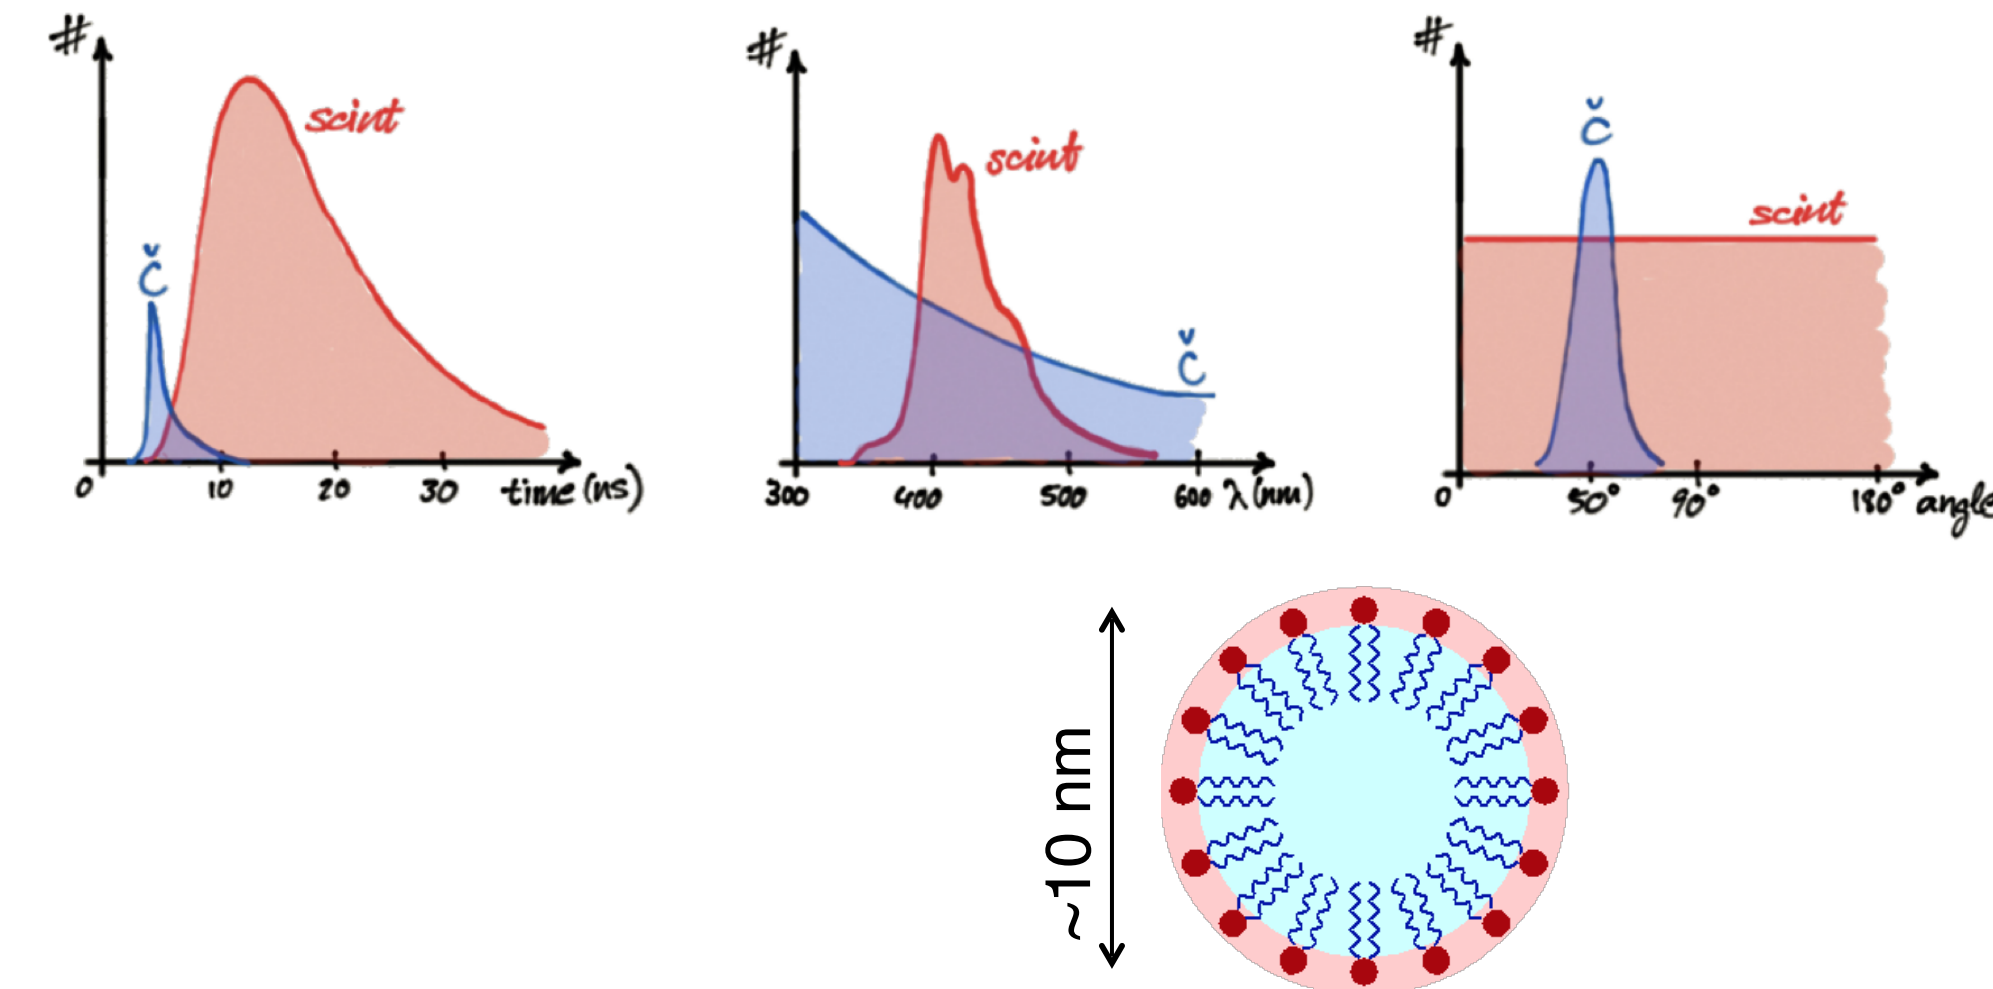 #
scint
Č
0 10 20 30 time (ns)
#
scint
Č
300 400 500 600 λ (nm)
#
Č
scint
0 50° 90° 180° angle
~10 nm